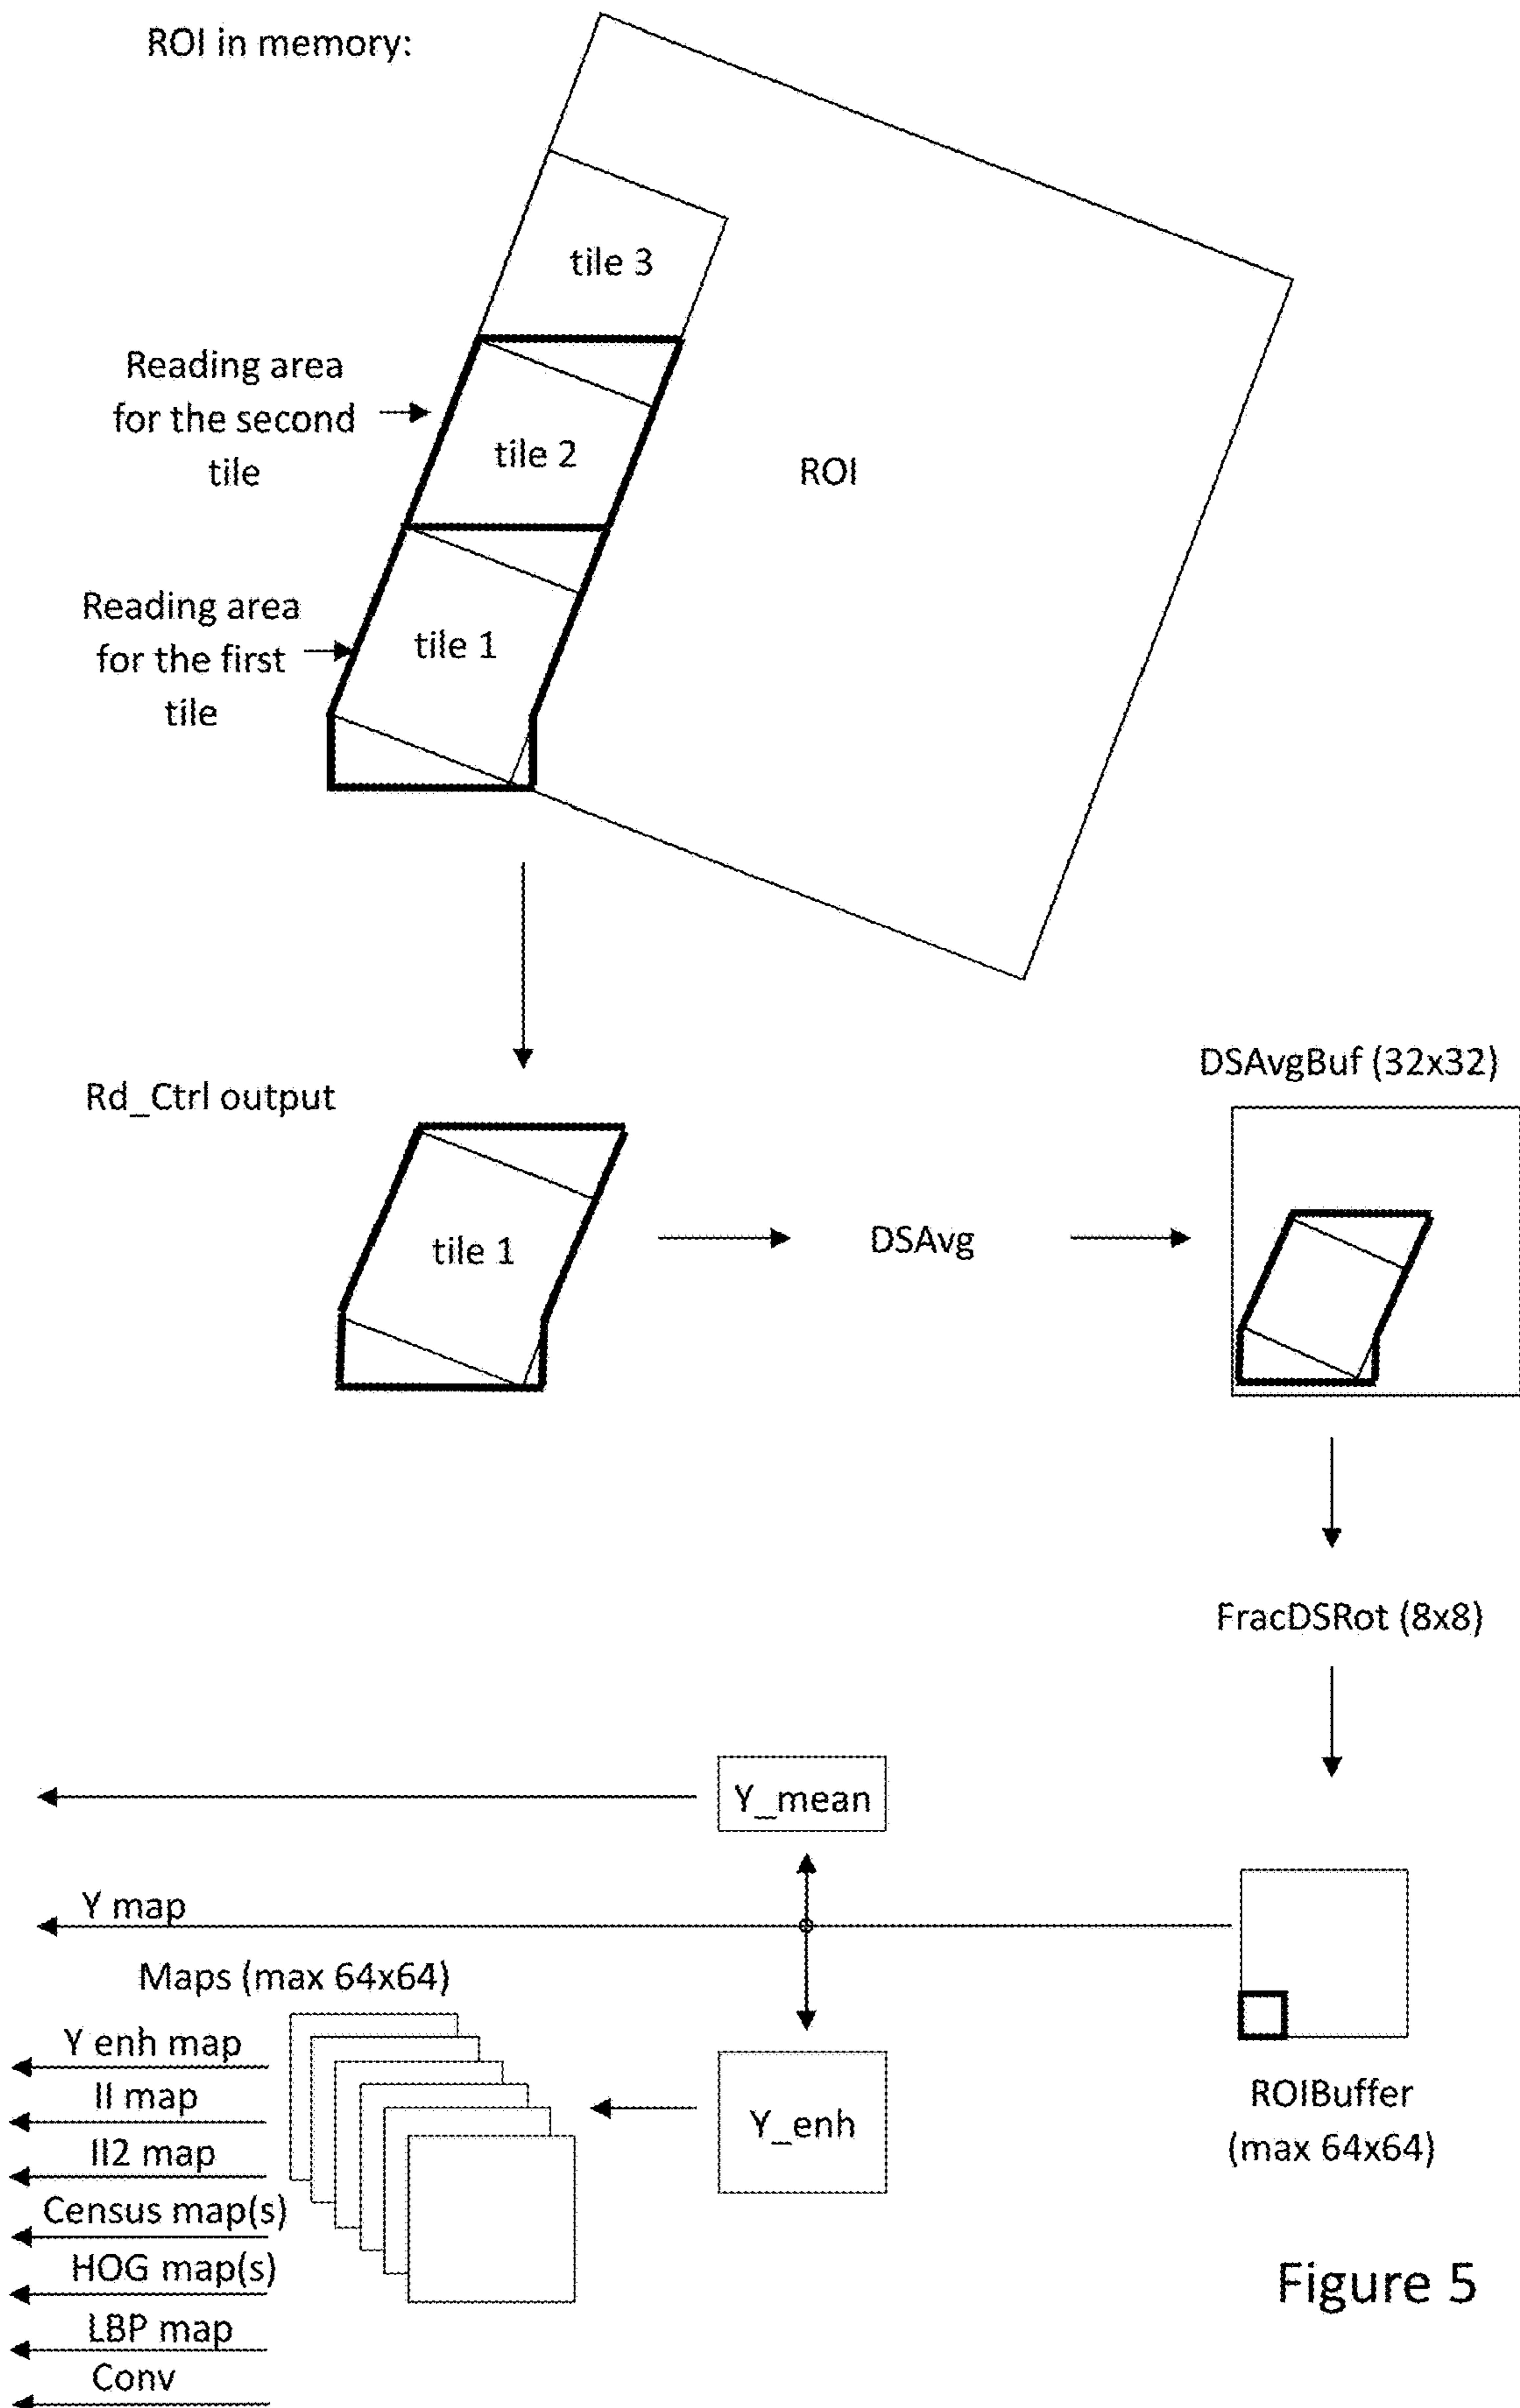 ROI in memory:
tile 3
Reading area
for the second
tile
tile 2
ROI
Reading area
for the first
tile
tile 1
Rd_Ctrl output
DSAvgBuf (32x32)
tile 1
DSAvg
FracDSRot (8x8)
Y_mean
Y map
Maps (max 64x64)
Y enh map
II map
II2 map
Census map(s)
HOG map(s)
LBP map
Conv
Y_enh
ROIBuffer
(max 64x64)
Figure 5